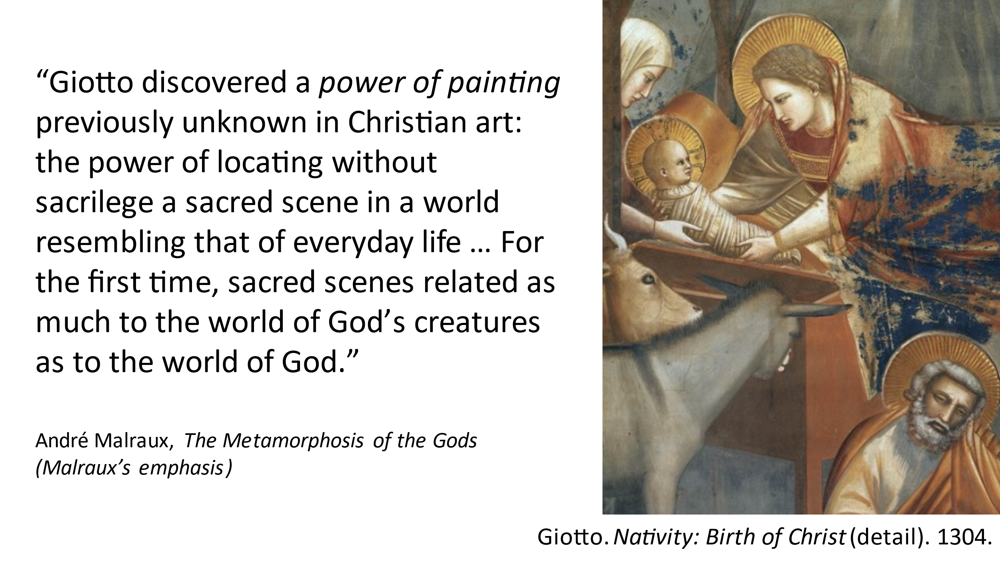 “Giotto discovered a power of painting
previously unknown in Christian art:
the power of locating without
sacrilege a sacred scene in a world
resembling that of everyday life ... For
the first time, sacred scenes related as
much to the world of God’s creatures
as to the world of God.”
André Malraux, The Metamorphosis of the Gods
(Malraux’s emphasis)
Giotto. Nativity: Birth of Christ (detail). 1304.